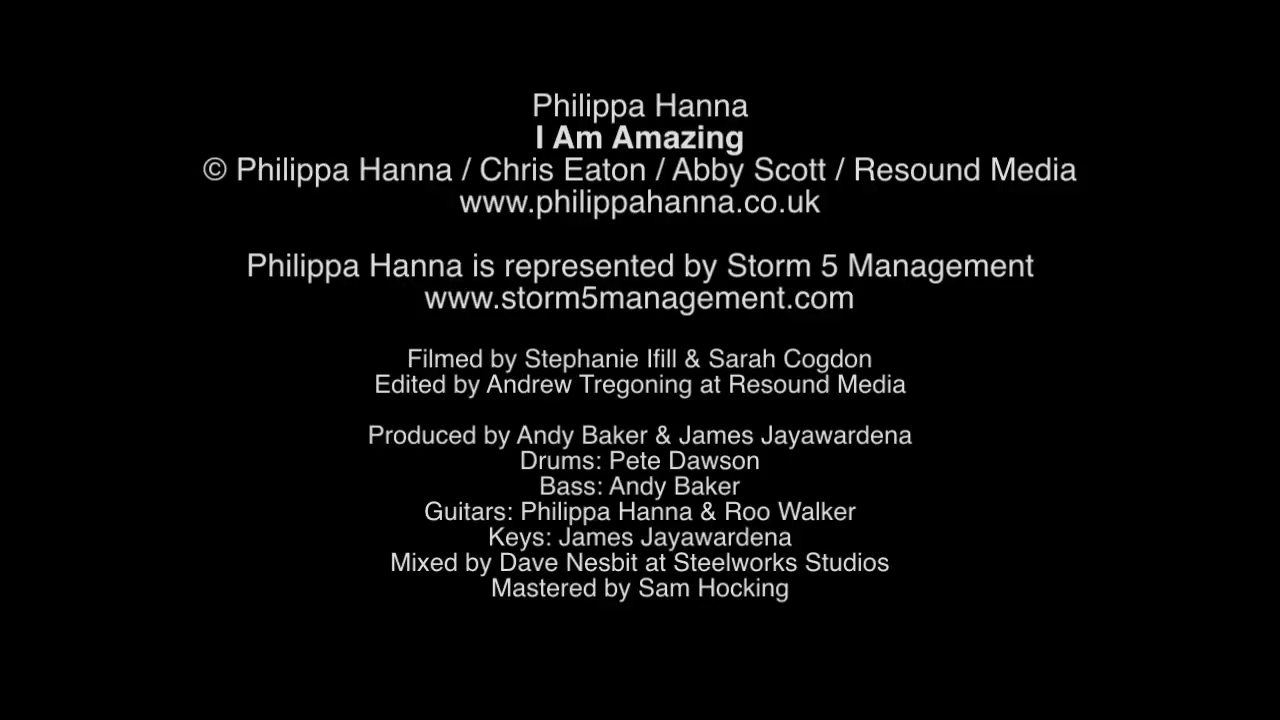 Philippa Hanna
I Am Amazing
© Philippa Hanna / Chris Eaton / Abby Scott / Resound Media
www.philippahanna.co.uk
Philippa Hanna is represented by Storm 5 Management
www.storm5management.com
Filmed by Stephanie Ifill & Sarah Cogdon
Edited by Andrew Tregoning at Resound Media
Produced by Andy Baker & James Jayawardena
Drums: Pete Dawson
Bass: Andy Baker
Guitars: Philippa Hanna & Roo Walker
Keys: James Jayawardena
Mixed by Dave Nesbit at Steelworks Studios
Mastered by Sam Hocking